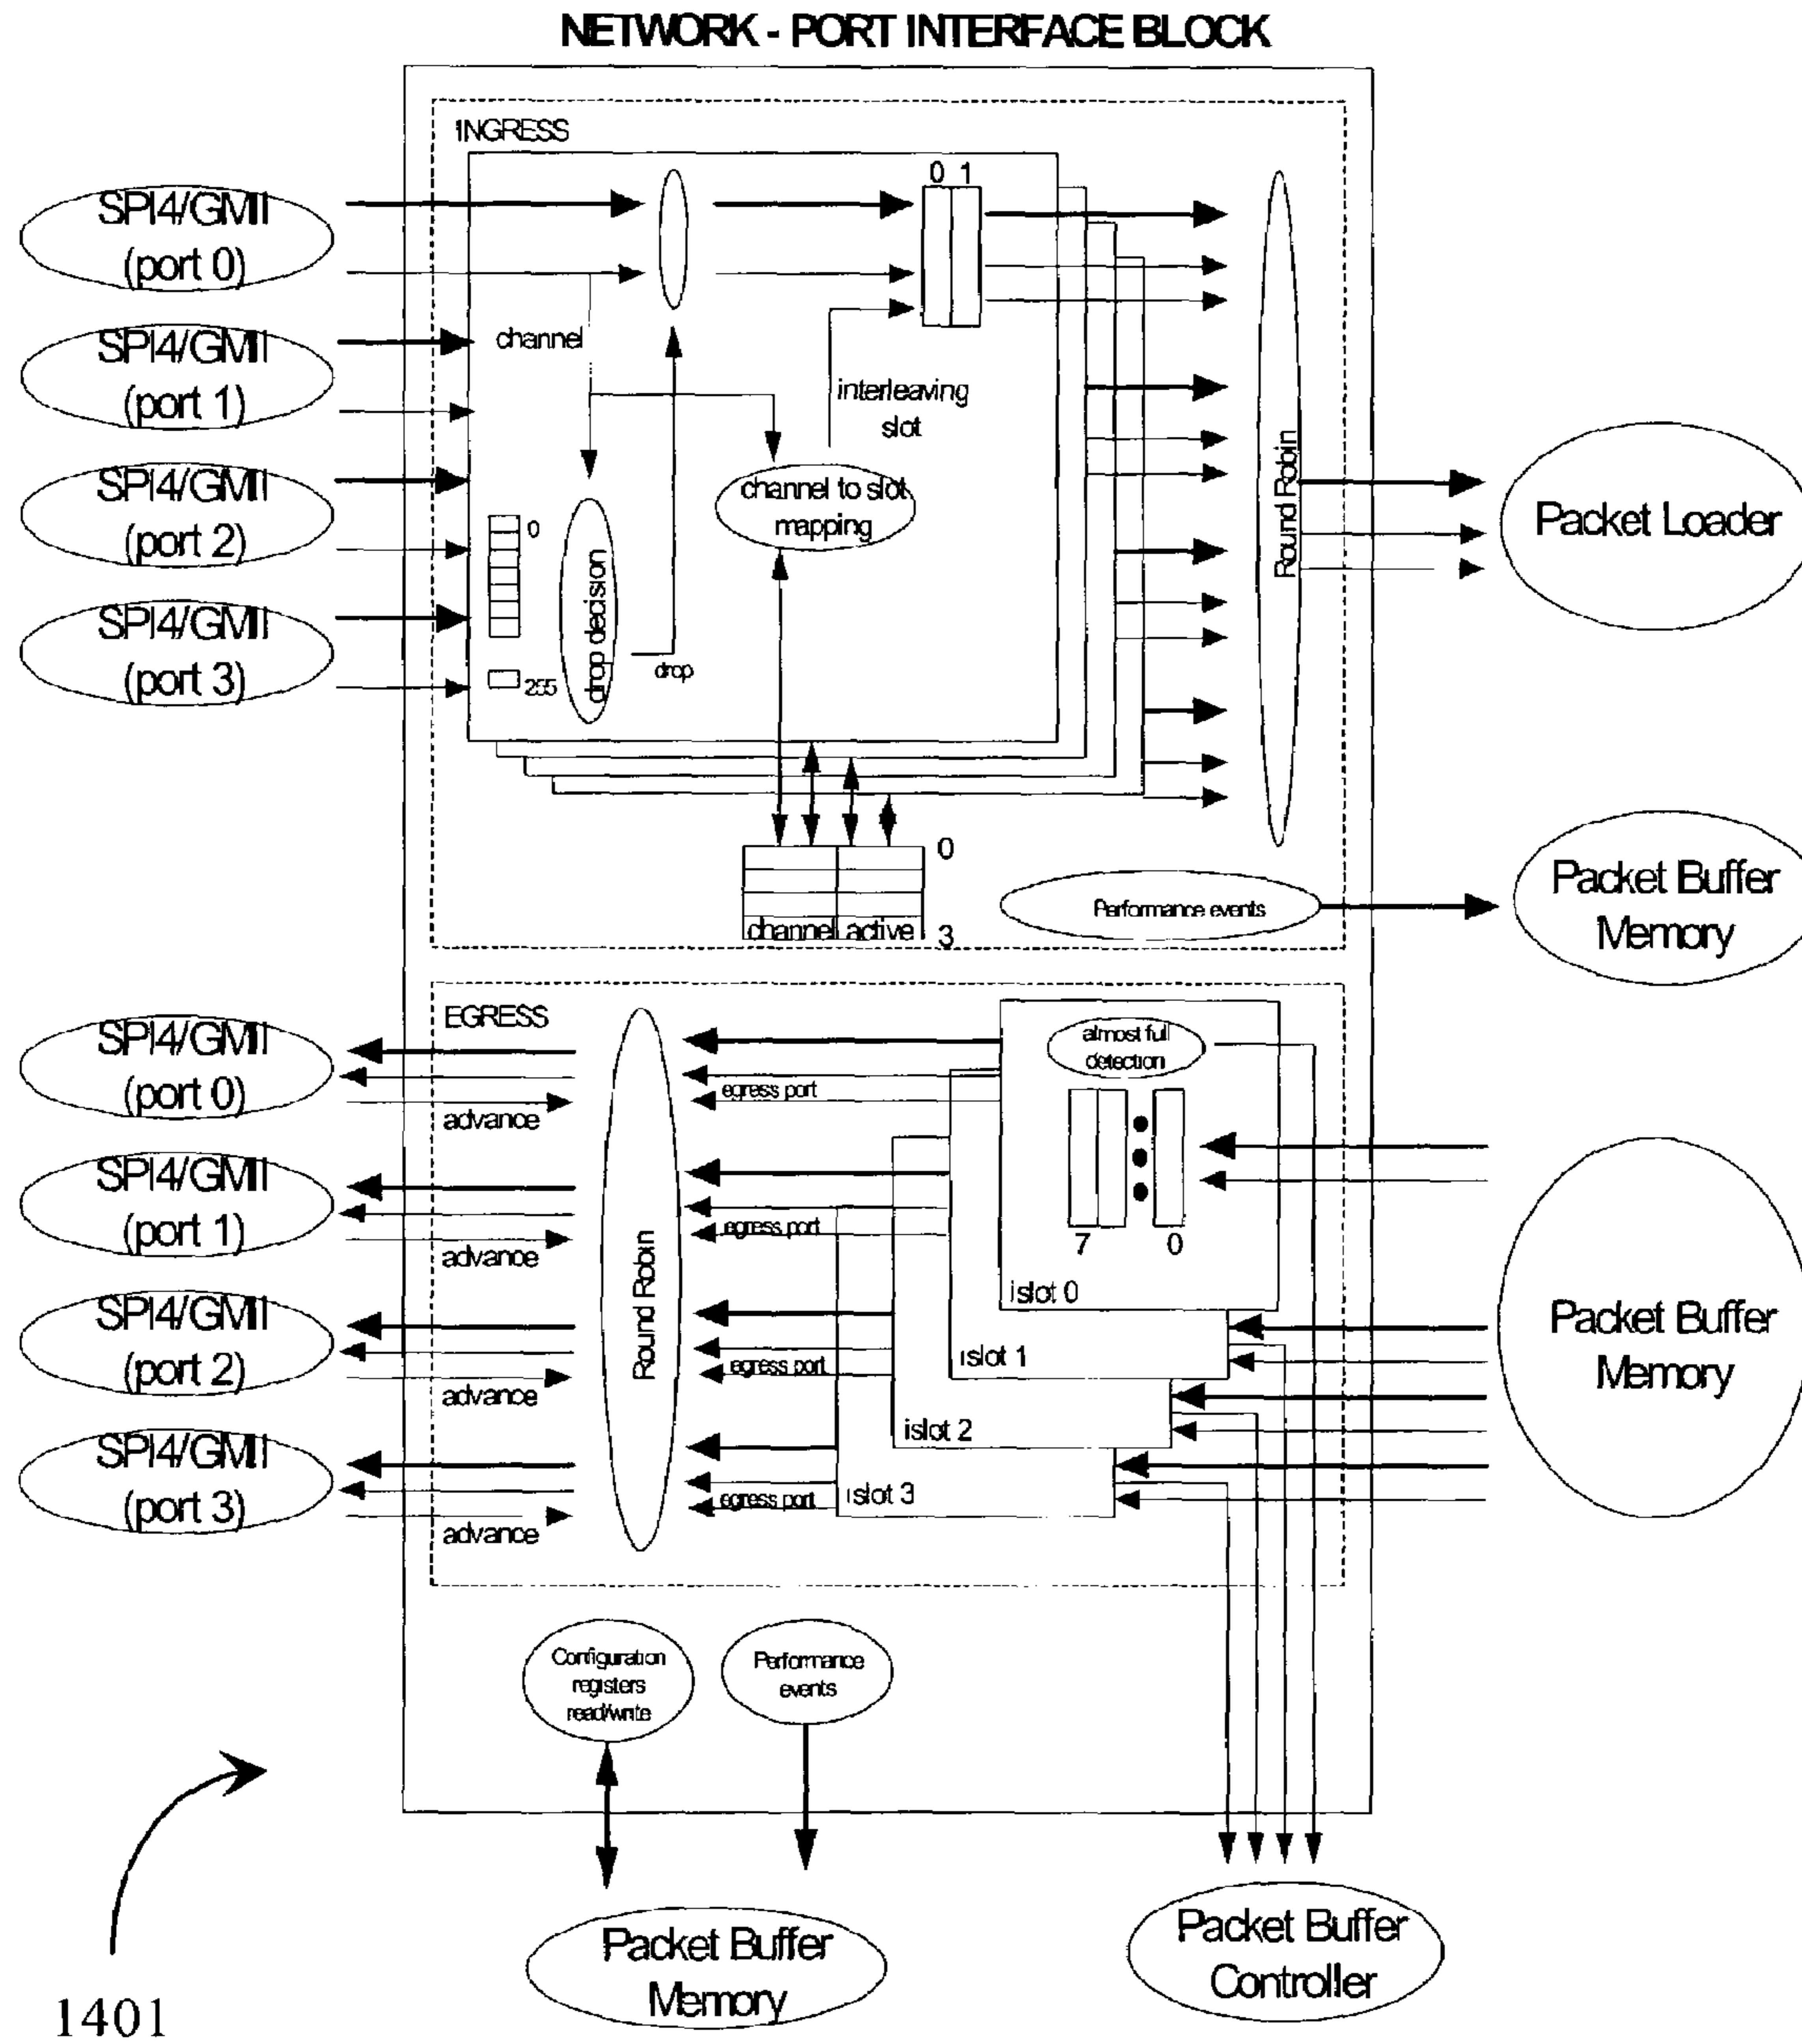 NETWORK - PORT INTERFACE BLOCK
INGRESS
SPI4/GMII
(port 0)
SPI4/GMII
(port 1)
SPI4/GMII
(port 2)
SPI4/GMII
(port 3)
0 1
channel
interleaving
slot
channel to slot
mapping
0
255
drop decision
drop
Round Robin
Packet Loader
0
channel active 3
Performance events
Packet Buffer
Memory
EGRESS
SPI4/GMII
(port 0)
advance
SPI4/GMII
(port 1)
advance
SPI4/GMII
(port 2)
advance
SPI4/GMII
(port 3)
advance
Round Robin
egress port
egress port
egress port
egress port
almost full
detection
7 0
islot 0
islot 1
islot 2
islot 3
Packet Buffer
Memory
Configuration
registers
read/write
Performance
events
Packet Buffer
Memory
Packet Buffer
Controller
1401